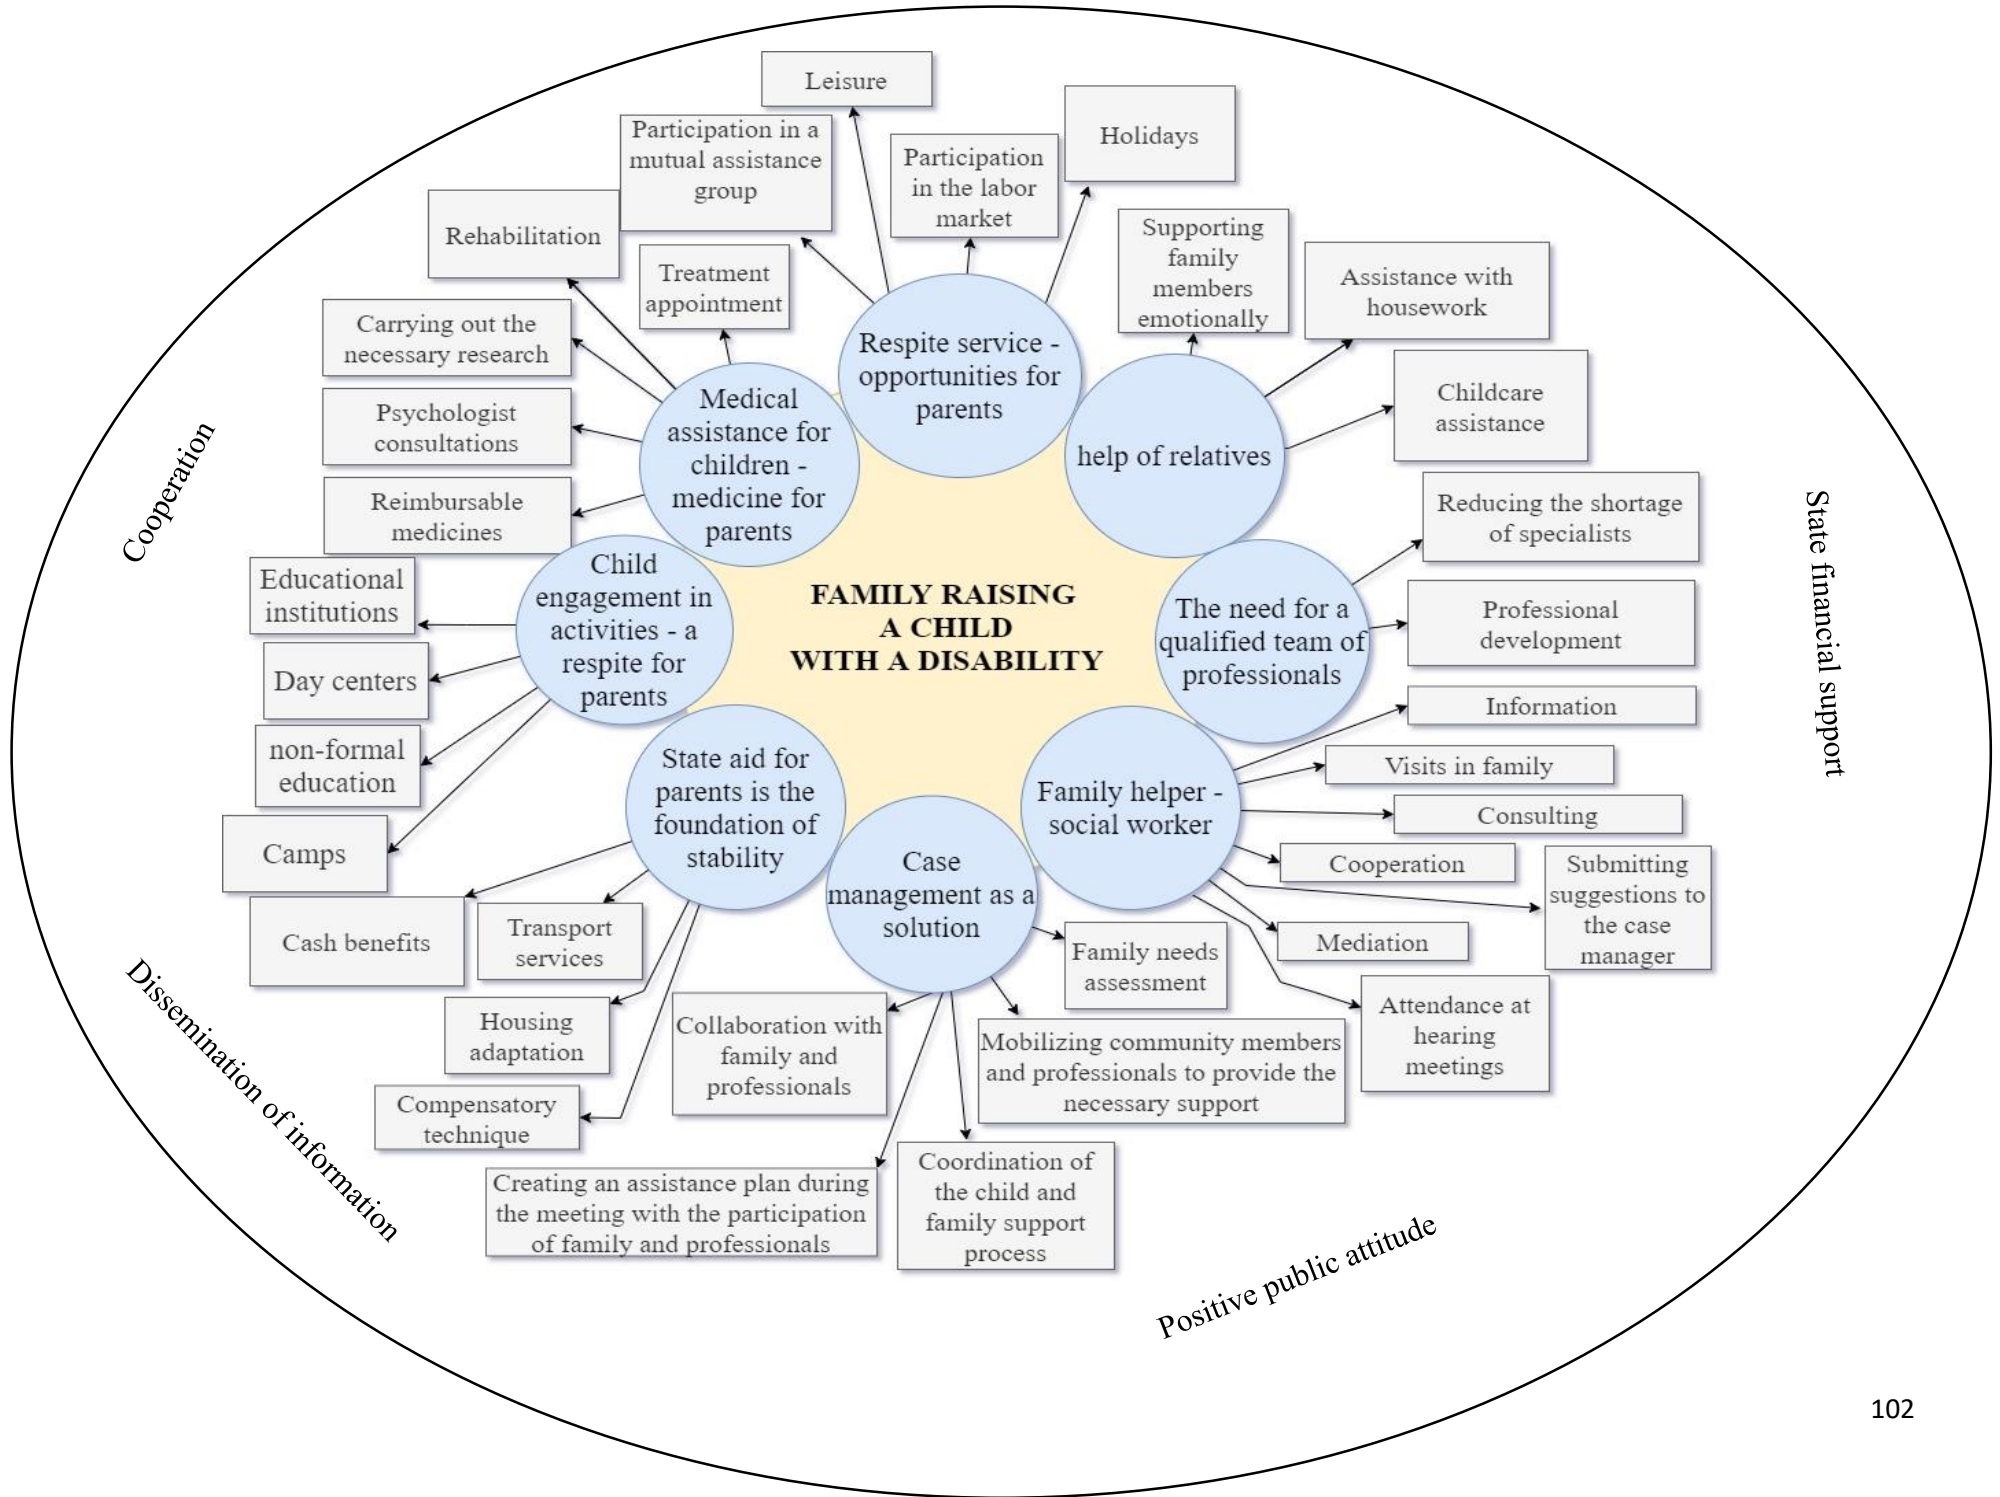 Leisure
Participation in a
mutual assistance
group
Participation
in the labor
market
Holidays
Rehabilitation
Treatment
appointment
Supporting
family
members
emotionally
Assistance with
housework
Carrying out the
necessary research
Childcare
assistance
Psychologist
consultations
Reimbursable
medicines
Respite service -
opportunities for
parents
Medical
assistance for
children -
medicine for
parents
help of relatives
Reducing the shortage
of specialists
Cooperation
State financial support
Educational
institutions
Child
engagement in
activities - a
respite for
parents
FAMILY RAISING
A CHILD
WITH A DISABILITY
The need for a
qualified team of
professionals
Professional
development
Day centers
Information
non-formal
education
State aid for
parents is the
foundation of
stability
Family helper -
social worker
Visits in family
Consulting
Camps
Case
management as a
solution
Cooperation
Submitting
suggestions to
the case
manager
Cash benefits
Transport
services
Family needs
assessment
Mediation
Dissemination of information
Housing
adaptation
Collaboration with
family and
professionals
Mobilizing community members
and professionals to provide the
necessary support
Attendance at
hearing
meetings
Compensatory
technique
Creating an assistance plan during
the meeting with the participation
of family and professionals
Coordination of
the child and
family support
process
Positive public attitude
102